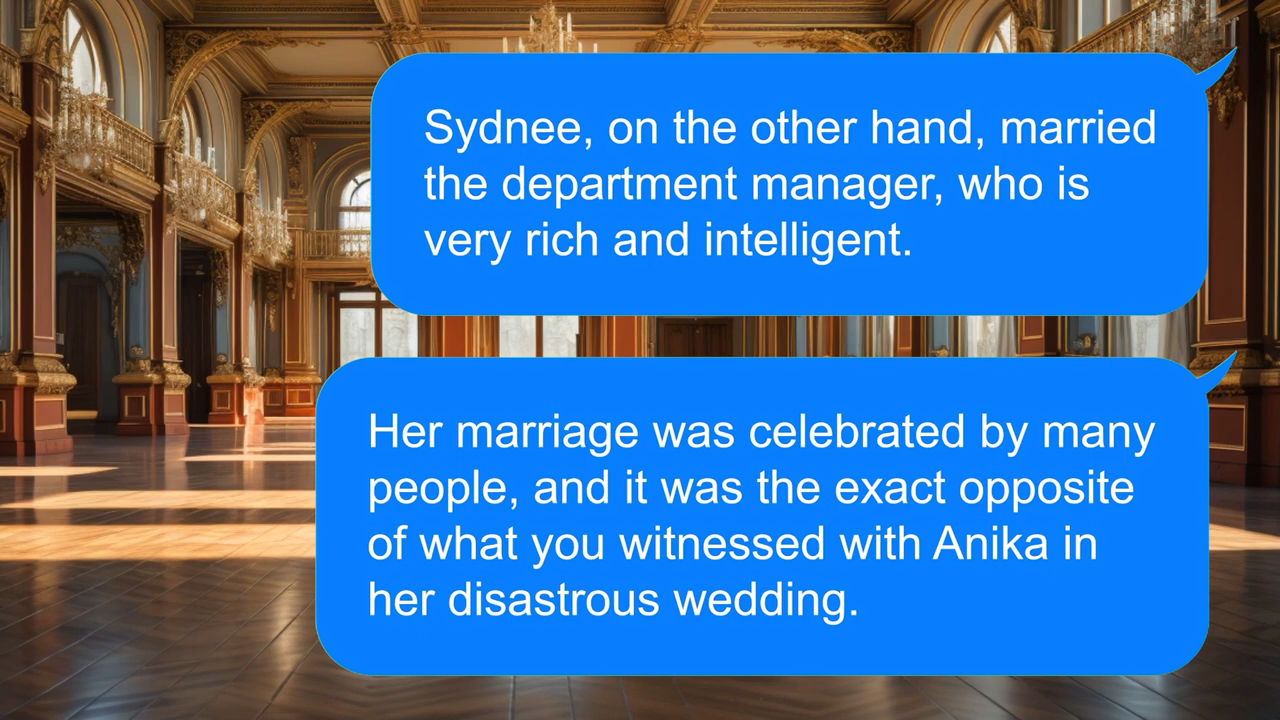 Sydnee, on the other hand, married
the department manager, who is
very rich and intelligent.
Her marriage was celebrated by many
people, and it was the exact opposite
of what you witnessed with Anika in
her disastrous wedding.